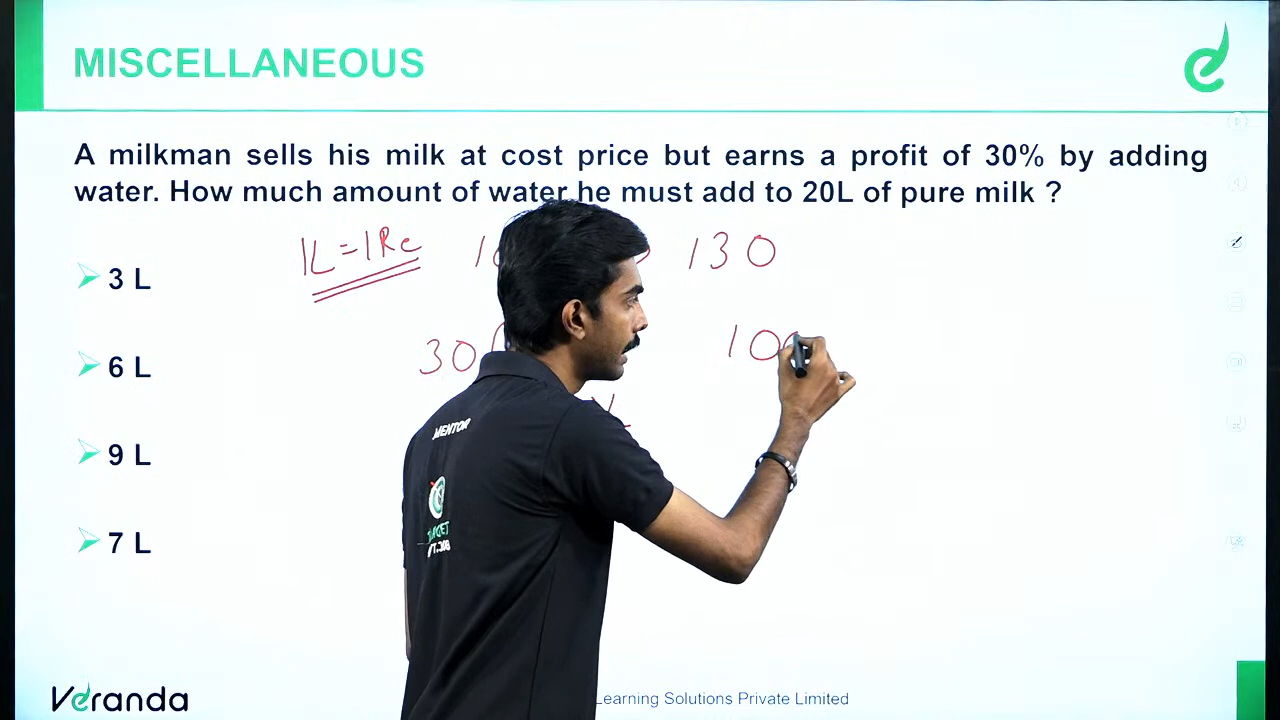 MISCELLANEOUS
A milkman sells his milk at cost price but earns a profit of 30% by adding
water. How much amount of water he must add to 20L of pure milk ?
1L = 1Re
130
30
3 L
6 L
9 L
7 L
MENTOR
Veranda
Learning Solutions Private Limited